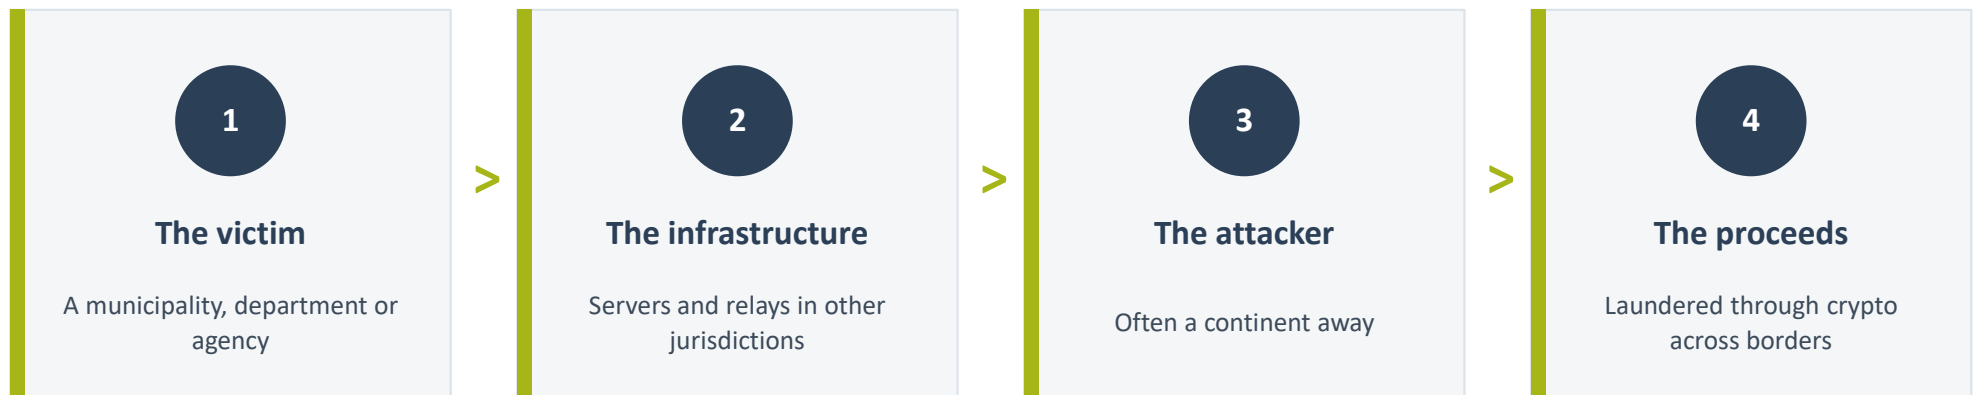 1
The victim
A municipality, department or
agency
>
2
The infrastructure
Servers and relays in other
jurisdictions
>
3
The attacker
Often a continent away
>
4
The proceeds
Laundered through crypto
across borders